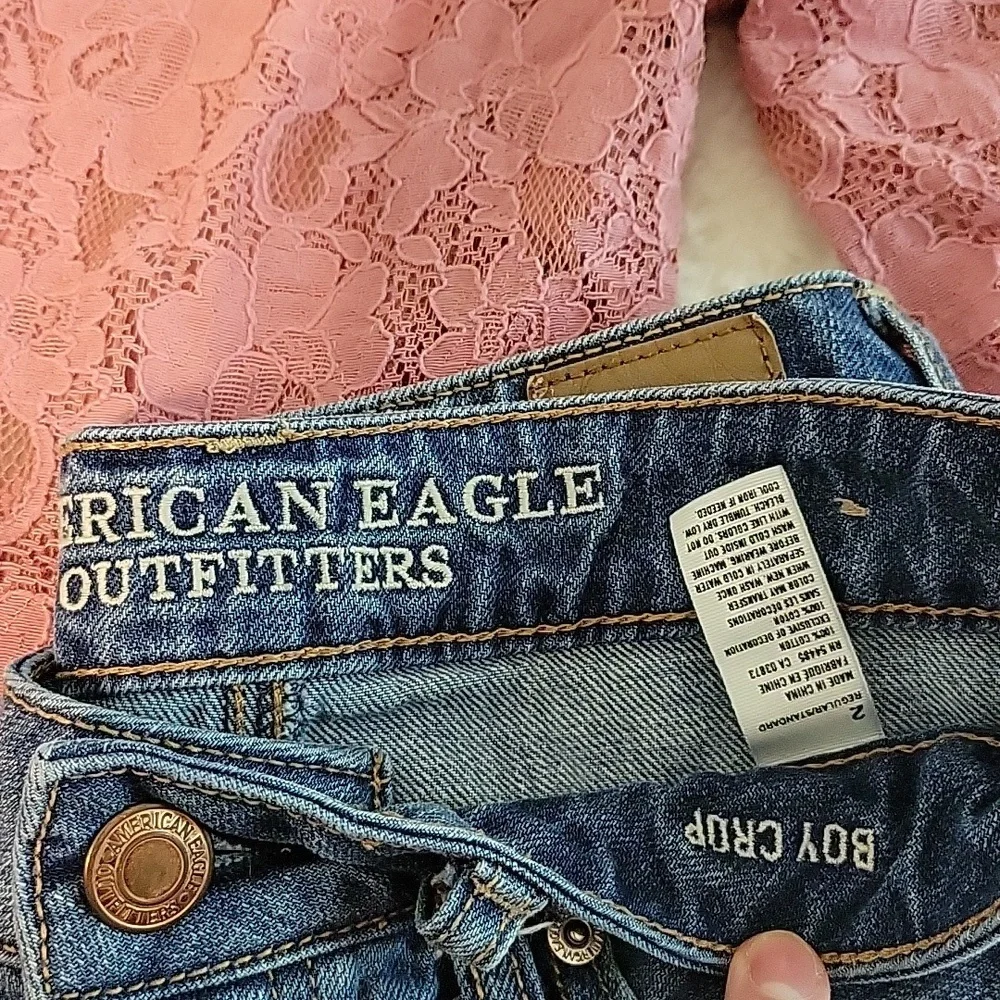 ERICAN EAGLE
OUTFITTERS
2 REGULAR/STANDARD
MADE IN CHINA
FABRIQUÉ EN CHINE
RN 54485 CA 03873
100% COTTON
EXCLUSIVE OF DECORATION
100% COTON
SANS LES DÉCORATIONS
COLOR MAY TRANSFER
WHEN NEW. WASH ONCE
SEPARATELY IN COLD WATER
BEFORE WEARING. MACHINE
WASH COLD INSIDE OUT
WITH LIKE COLORS. DO NOT
BLEACH. TUMBLE DRY LOW.
COOL IRON IF NEEDED.
BOY CROP
AMERICAN EAGLE
OUTFITTERS